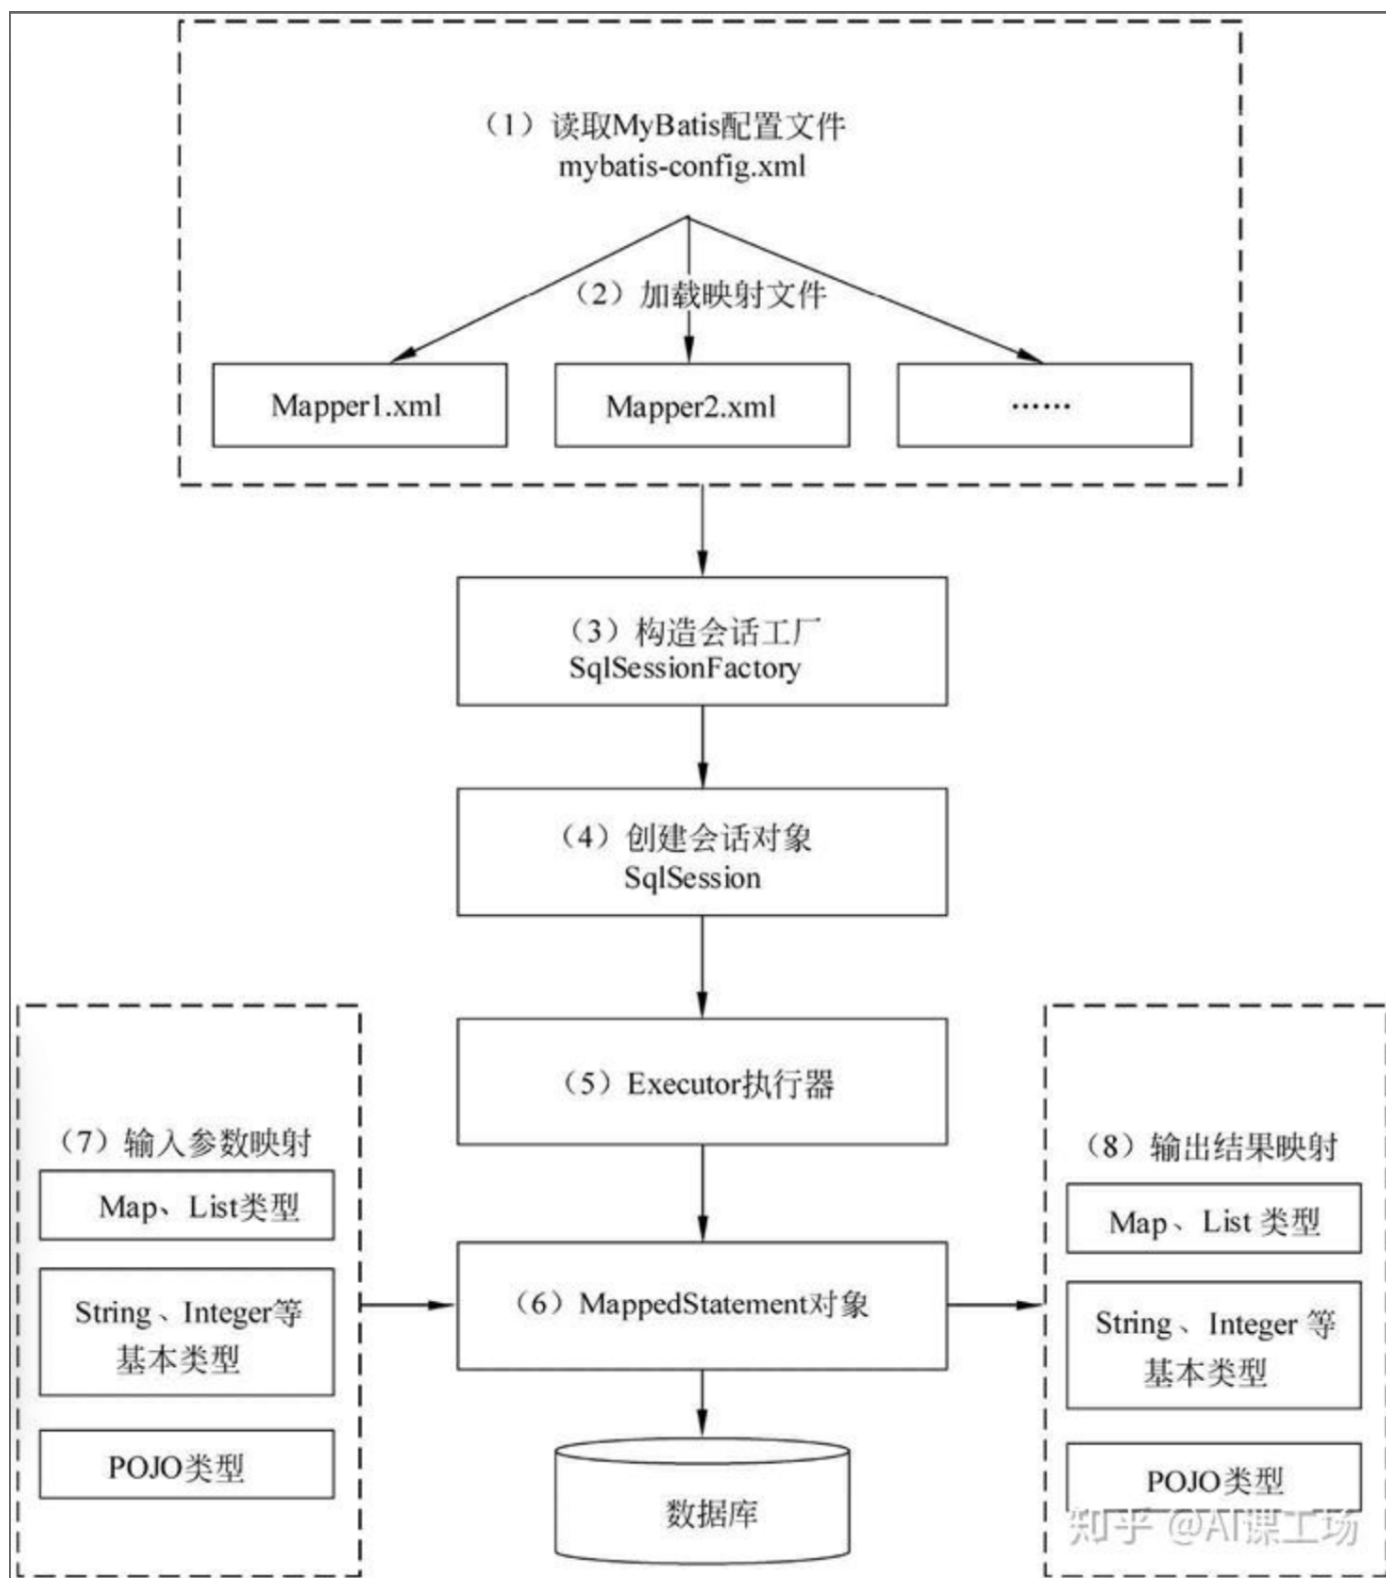 （1）读取MyBatis配置文件
mybatis-config.xml
（2）加载映射文件
Mapper1.xml
Mapper2.xml
……
（3）构造会话工厂
SqlSessionFactory
（4）创建会话对象
SqlSession
（5）Executor执行器
（7）输入参数映射
Map、List类型
String、Integer等
基本类型
POJO类型
（6）MappedStatement对象
数据库
（8）输出结果映射
Map、List 类型
String、Integer 等
基本类型
POJO类型
知乎 @AI课工场